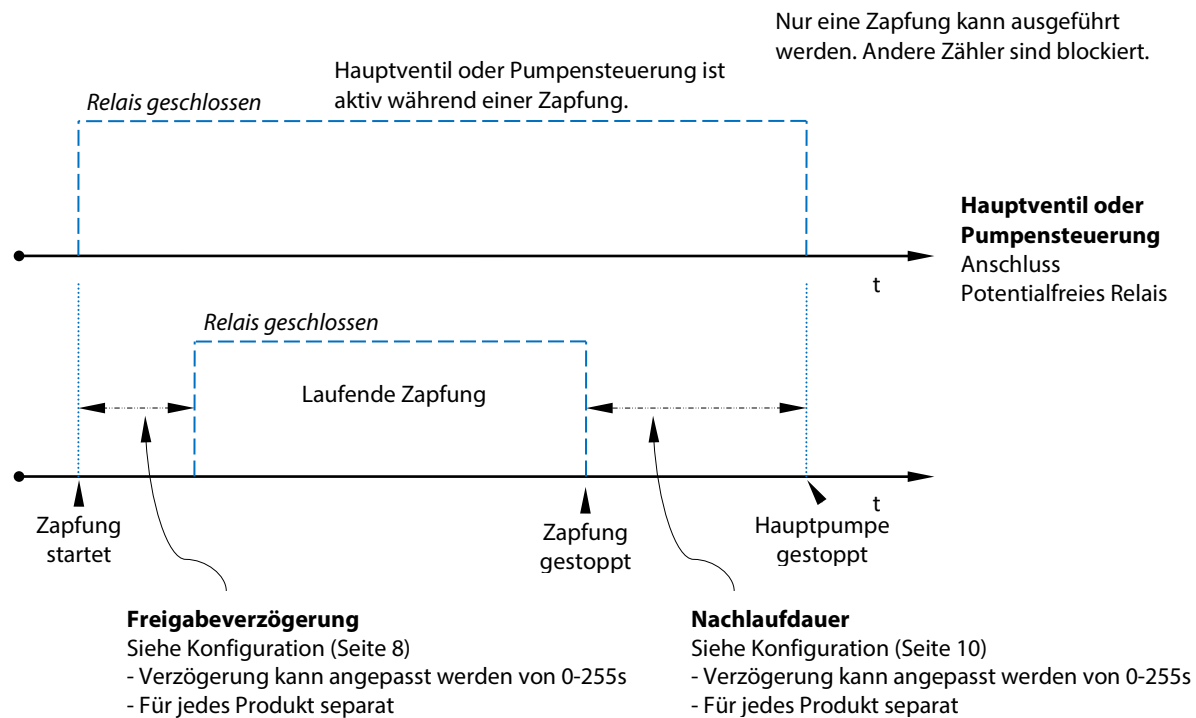 Nur eine Zapfung kann ausgeführt
werden. Andere Zähler sind blockiert.
Hauptventil oder Pumpensteuerung ist
aktiv während einer Zapfung.
Relais geschlossen
Hauptventil oder
Pumpensteuerung
Anschluss
Potentialfreies Relais
t
Relais geschlossen
Laufende Zapfung
t
Zapfung
startet
Zapfung
gestoppt
Hauptpumpe
gestoppt
Freigabeverzögerung
Siehe Konfiguration (Seite 8)
- Verzögerung kann angepasst werden von 0-255s
- Für jedes Produkt separat
Nachlaufdauer
Siehe Konfiguration (Seite 10)
- Verzögerung kann angepasst werden von 0-255s
- Für jedes Produkt separat